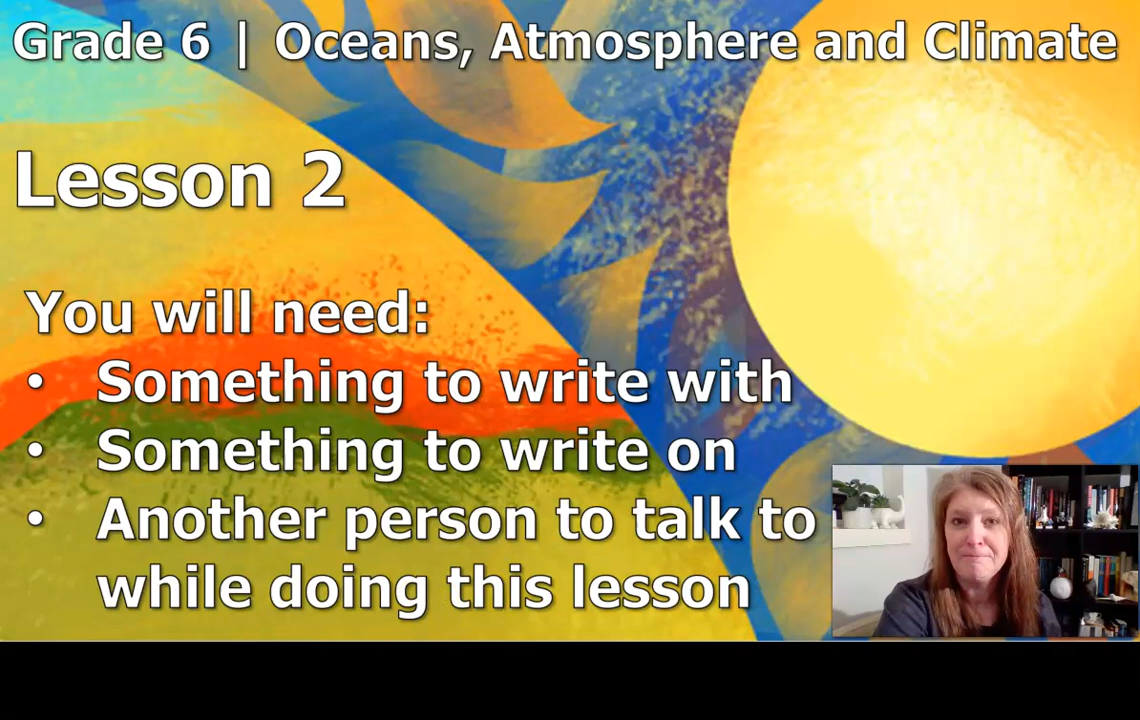 Grade 6 | Oceans, Atmosphere and Climate
Lesson 2
You will need:
• Something to write with
• Something to write on
• Another person to talk to
while doing this lesson